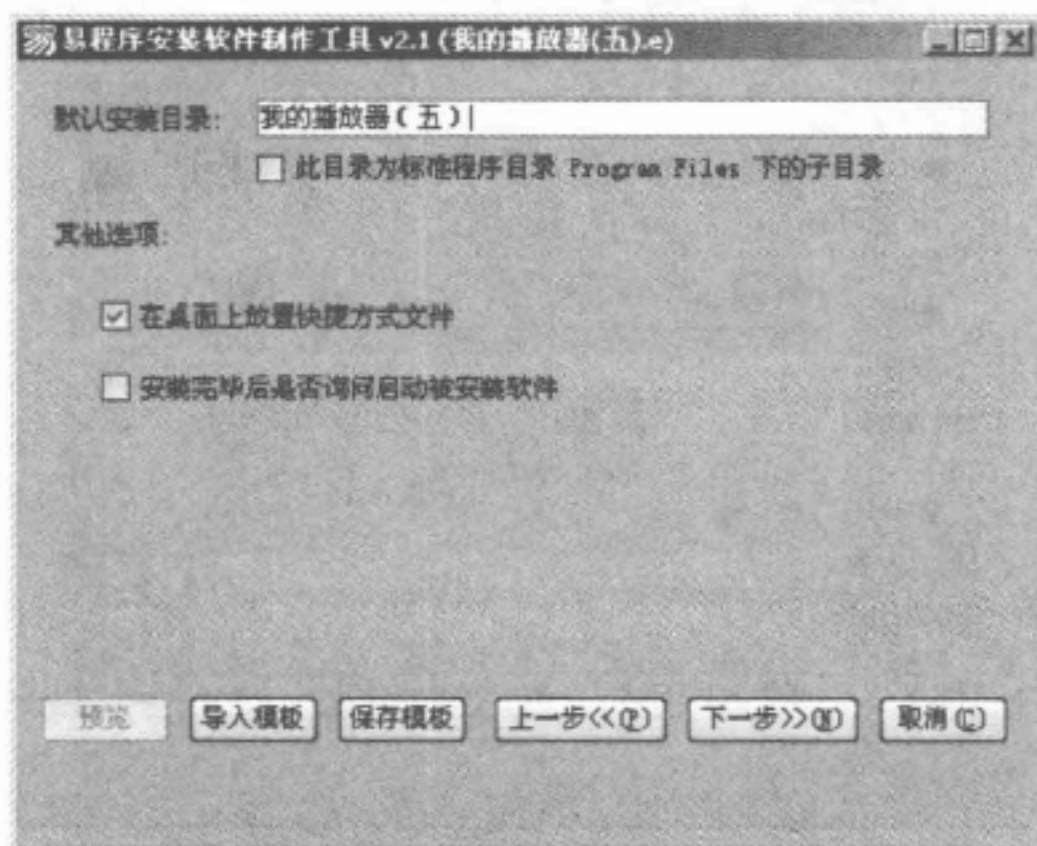 易程序安装软件制作工具 v2.1 (我的播放器(五).e)
默认安装目录: 我的播放器(五)
此目录为标准程序目录 Program Files 下的子目录
其他选项:
在桌面上放置快捷方式文件
安装完毕后是否询问启动被安装软件
预览 导入模板 保存模板 上一步<<(P) 下一步>>(N) 取消(C)